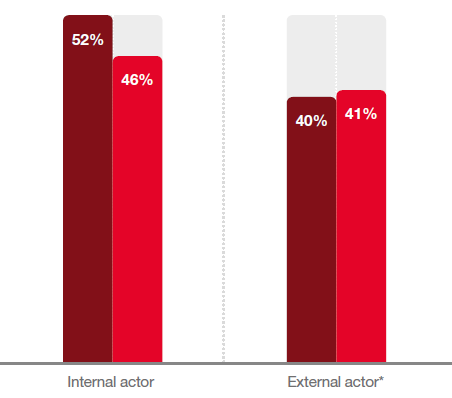 52%
46%
40%
41%
Internal actor
External actor*